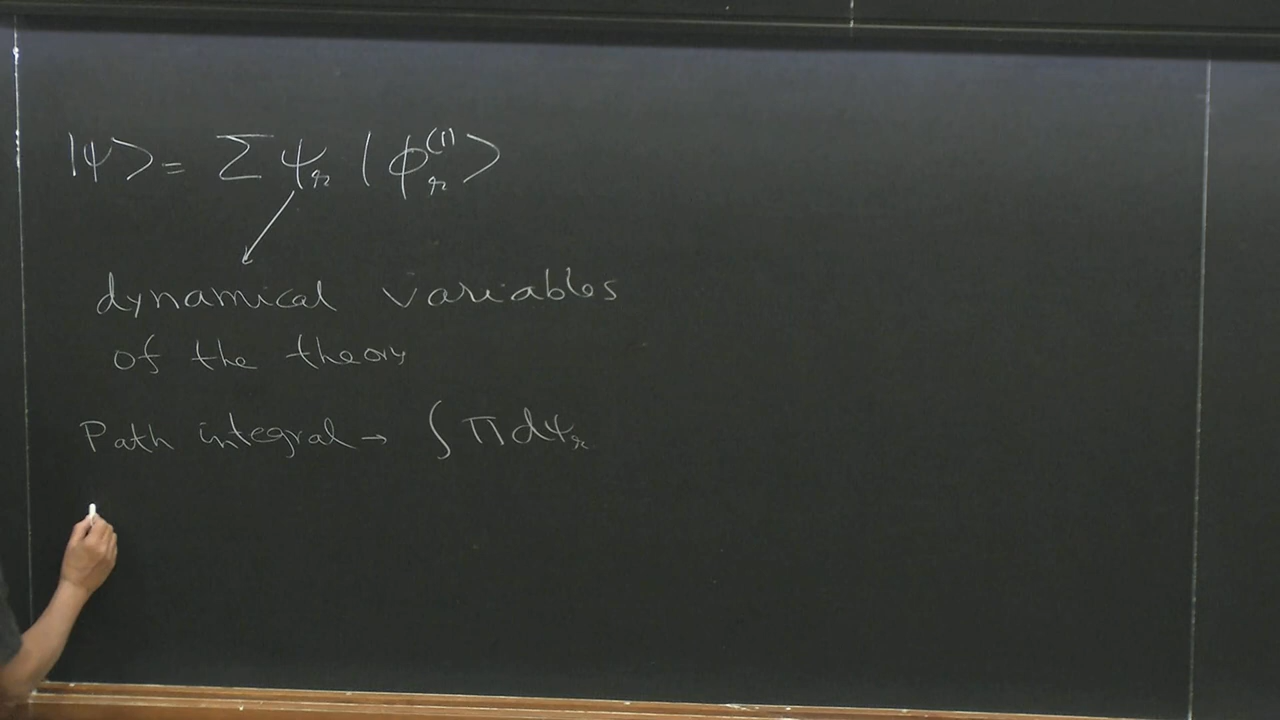 |ψ⟩ = Σ ψ_r |ϕ_r^(1)⟩
dynamical variables
of the theory
Path integral → ∫ Π dψ_r